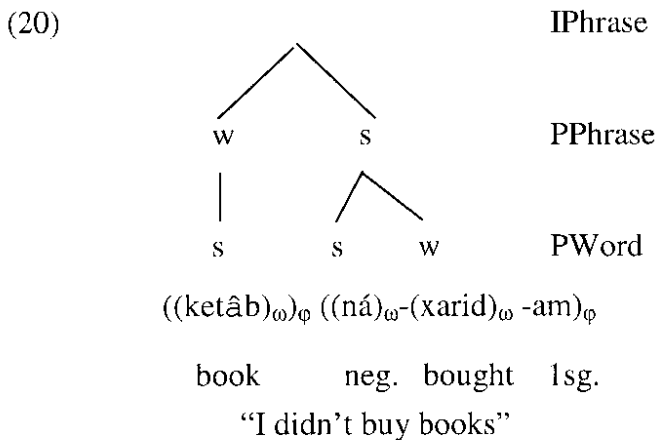 (20) IPhrase
w s PPhrase
s s w PWord
((ketâb)ω)φ ((ná)ω-(xarid)ω -am)φ
book neg. bought 1sg.
“I didn’t buy books”